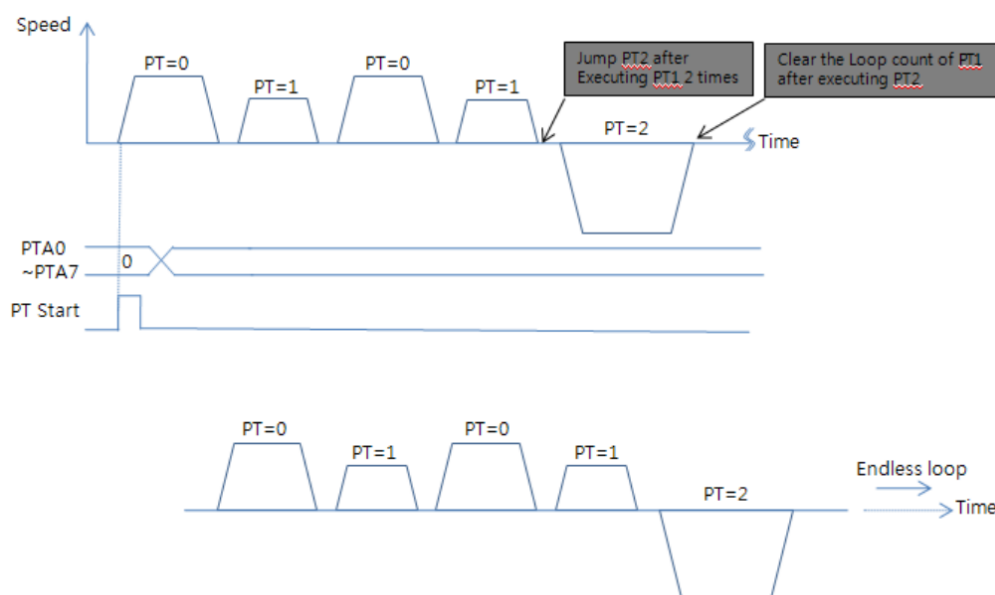 Speed
PT=0
PT=1
PT=0
PT=1
Jump PT2 after
Executing PT1 2 times
Clear the Loop count of PT1
after executing PT2
PT=2
Time
PTA0
~PTA7
0
PT Start
PT=0
PT=1
PT=0
PT=1
PT=2
Endless loop
Time